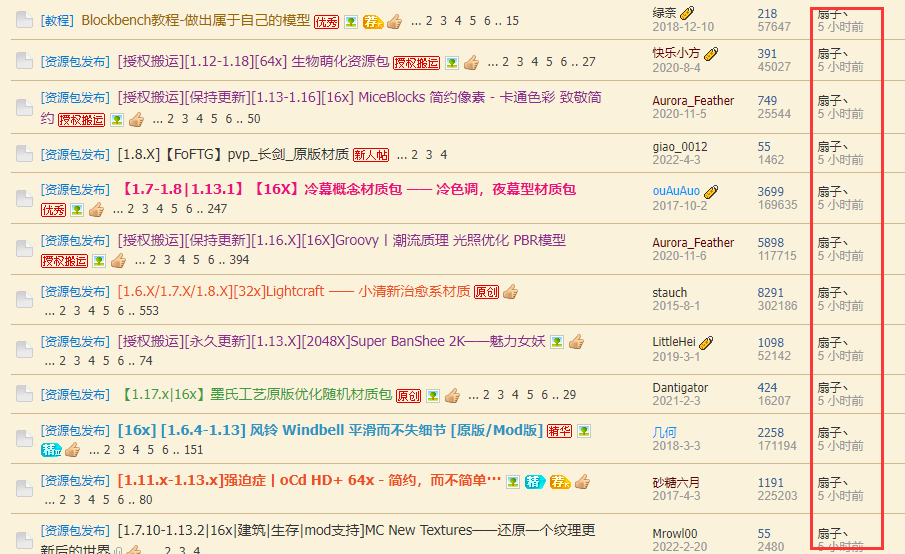 [教程] Blockbench教程-做出属于自己的模型 优秀 荐 ... 2 3 4 5 6 .. 15 绿奈 218 扇子丶
2018-12-10 57647 5 小时前
[资源包发布] [授权搬运][1.12-1.18][64x] 生物萌化资源包 授权搬运 ... 2 3 4 5 6 .. 27 快乐小方 391 扇子丶
2020-8-4 45027 5 小时前
[资源包发布] [授权搬运][保持更新][1.13-1.16][16x] MiceBlocks 简约像素 - 卡通色彩 致敬简 Aurora_Feather 749 扇子丶
约 授权搬运 ... 2 3 4 5 6 .. 50 2020-11-5 25544 5 小时前
[资源包发布] [1.8.X]【FoFTG】pvp_长剑_原版材质 新人帖 ... 2 3 4 giao_0012 55 扇子丶
2022-4-3 1462 5 小时前
[资源包发布] 【1.7-1.8|1.13.1】【16X】冷幕概念材质包 —— 冷色调，夜幕型材质包 ouAuAuo 3699 扇子丶
优秀 ... 2 3 4 5 6 .. 247 2017-10-2 169635 5 小时前
[资源包发布] [授权搬运][保持更新][1.16.X][16X]Groovy丨潮流质理 光照优化 PBR模型 Aurora_Feather 5898 扇子丶
授权搬运 ... 2 3 4 5 6 .. 394 2020-11-6 117715 5 小时前
[资源包发布] [1.6.X/1.7.X/1.8.X][32x]Lightcraft —— 小清新治愈系材质 原创 stauch 8291 扇子丶
... 2 3 4 5 6 .. 553 2015-8-1 302186 5 小时前
[资源包发布] [授权搬运][永久更新][1.13.X][2048X]Super BanShee 2K——魅力女妖 LittleHei 1098 扇子丶
... 2 3 4 5 6 .. 74 2019-3-1 52142 5 小时前
[资源包发布] 【1.17.x|16x】墨氏工艺原版优化随机材质包 原创 ... 2 3 4 5 6 .. 29 Dantigator 424 扇子丶
2021-2-3 16207 5 小时前
[资源包发布] [16x] [1.6.4-1.13] 风铃 Windbell 平滑而不失细节 [原版/Mod版] 精华 几何 2258 扇子丶
精 ... 2 3 4 5 6 .. 151 2018-3-3 171194 5 小时前
[资源包发布] [1.11.x-1.13.x]强迫症 | oCd HD+ 64x - 简约，而不简单… 精 荐 砂糖六月 1191 扇子丶
... 2 3 4 5 6 .. 80 2017-4-3 225203 5 小时前
[资源包发布] [1.7.10-1.13.2|16x|建筑|生存|mod支持]MC New Textures——还原一个纹理更 Mrowl00 55 扇子丶
新后的世界 ... 2 3 4 2022-2-20 2480 5 小时前